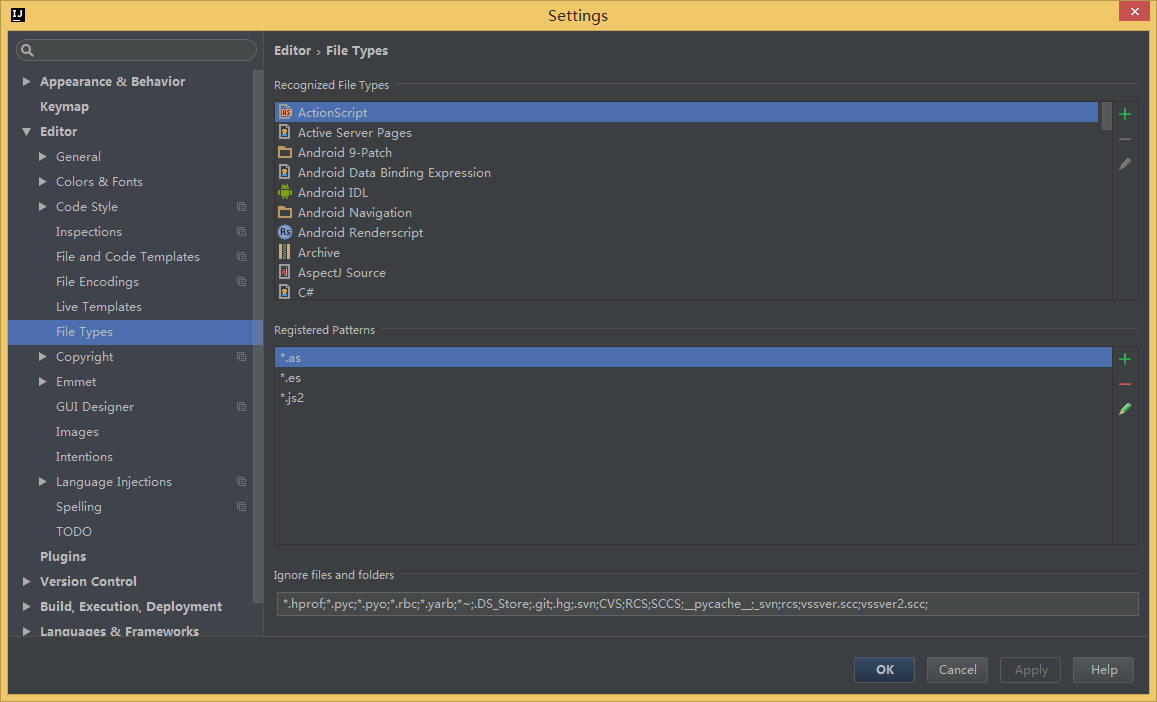 IJ
Settings
Appearance & Behavior
Keymap
Editor
General
Colors & Fonts
Code Style
Inspections
File and Code Templates
File Encodings
Live Templates
File Types
Copyright
Emmet
GUI Designer
Images
Intentions
Language Injections
Spelling
TODO
Plugins
Version Control
Build, Execution, Deployment
Languages & Frameworks
Editor › File Types
Recognized File Types
ActionScript
Active Server Pages
Android 9-Patch
Android Data Binding Expression
Android IDL
Android Navigation
Rs Android Renderscript
Archive
AspectJ Source
C#
Registered Patterns
*.as
*.es
*.js2
Ignore files and folders
*.hprof;*.pyc;*.pyo;*.rbc;*.yarb;*~;.DS_Store;.git;.hg;.svn;CVS;RCS;SCCS;__pycache__;_svn;rcs;vssver.scc;vssver2.scc;
OK
Cancel
Apply
Help